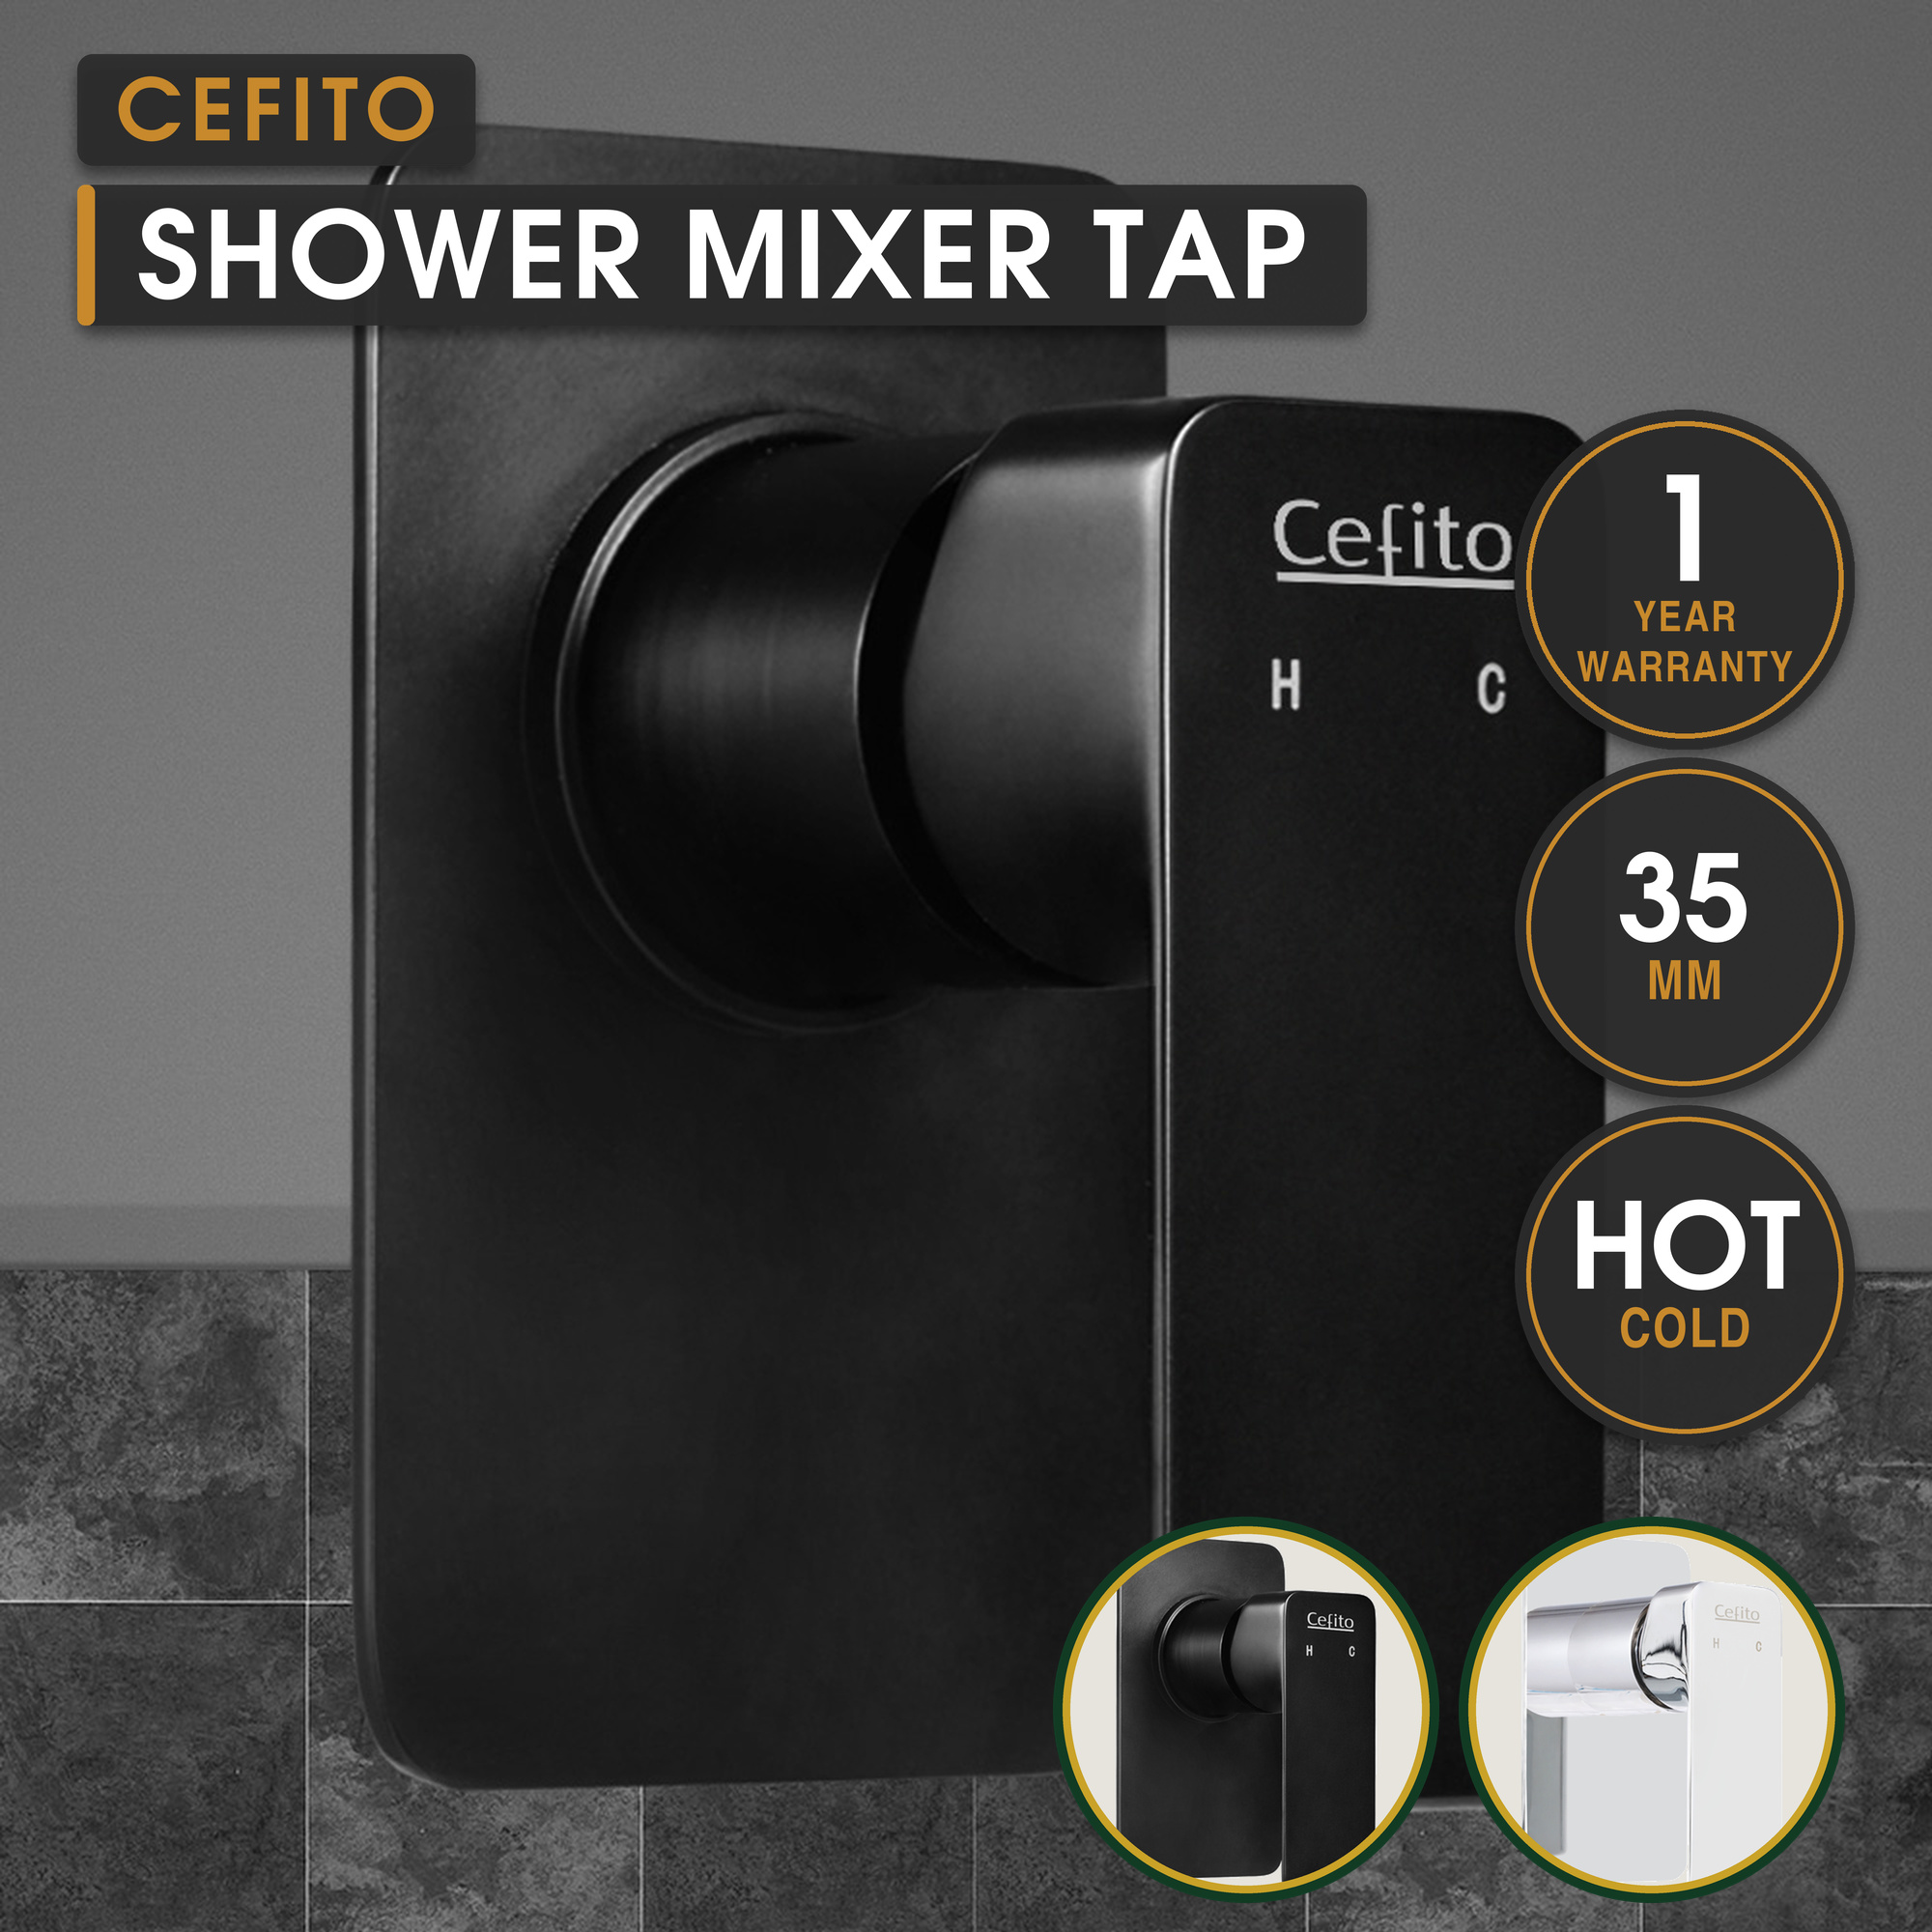 CEFITO
SHOWER MIXER TAP
Cefito
H C
1
YEAR
WARRANTY
35
MM
HOT
COLD
Cefito
H C
Cefito
H C